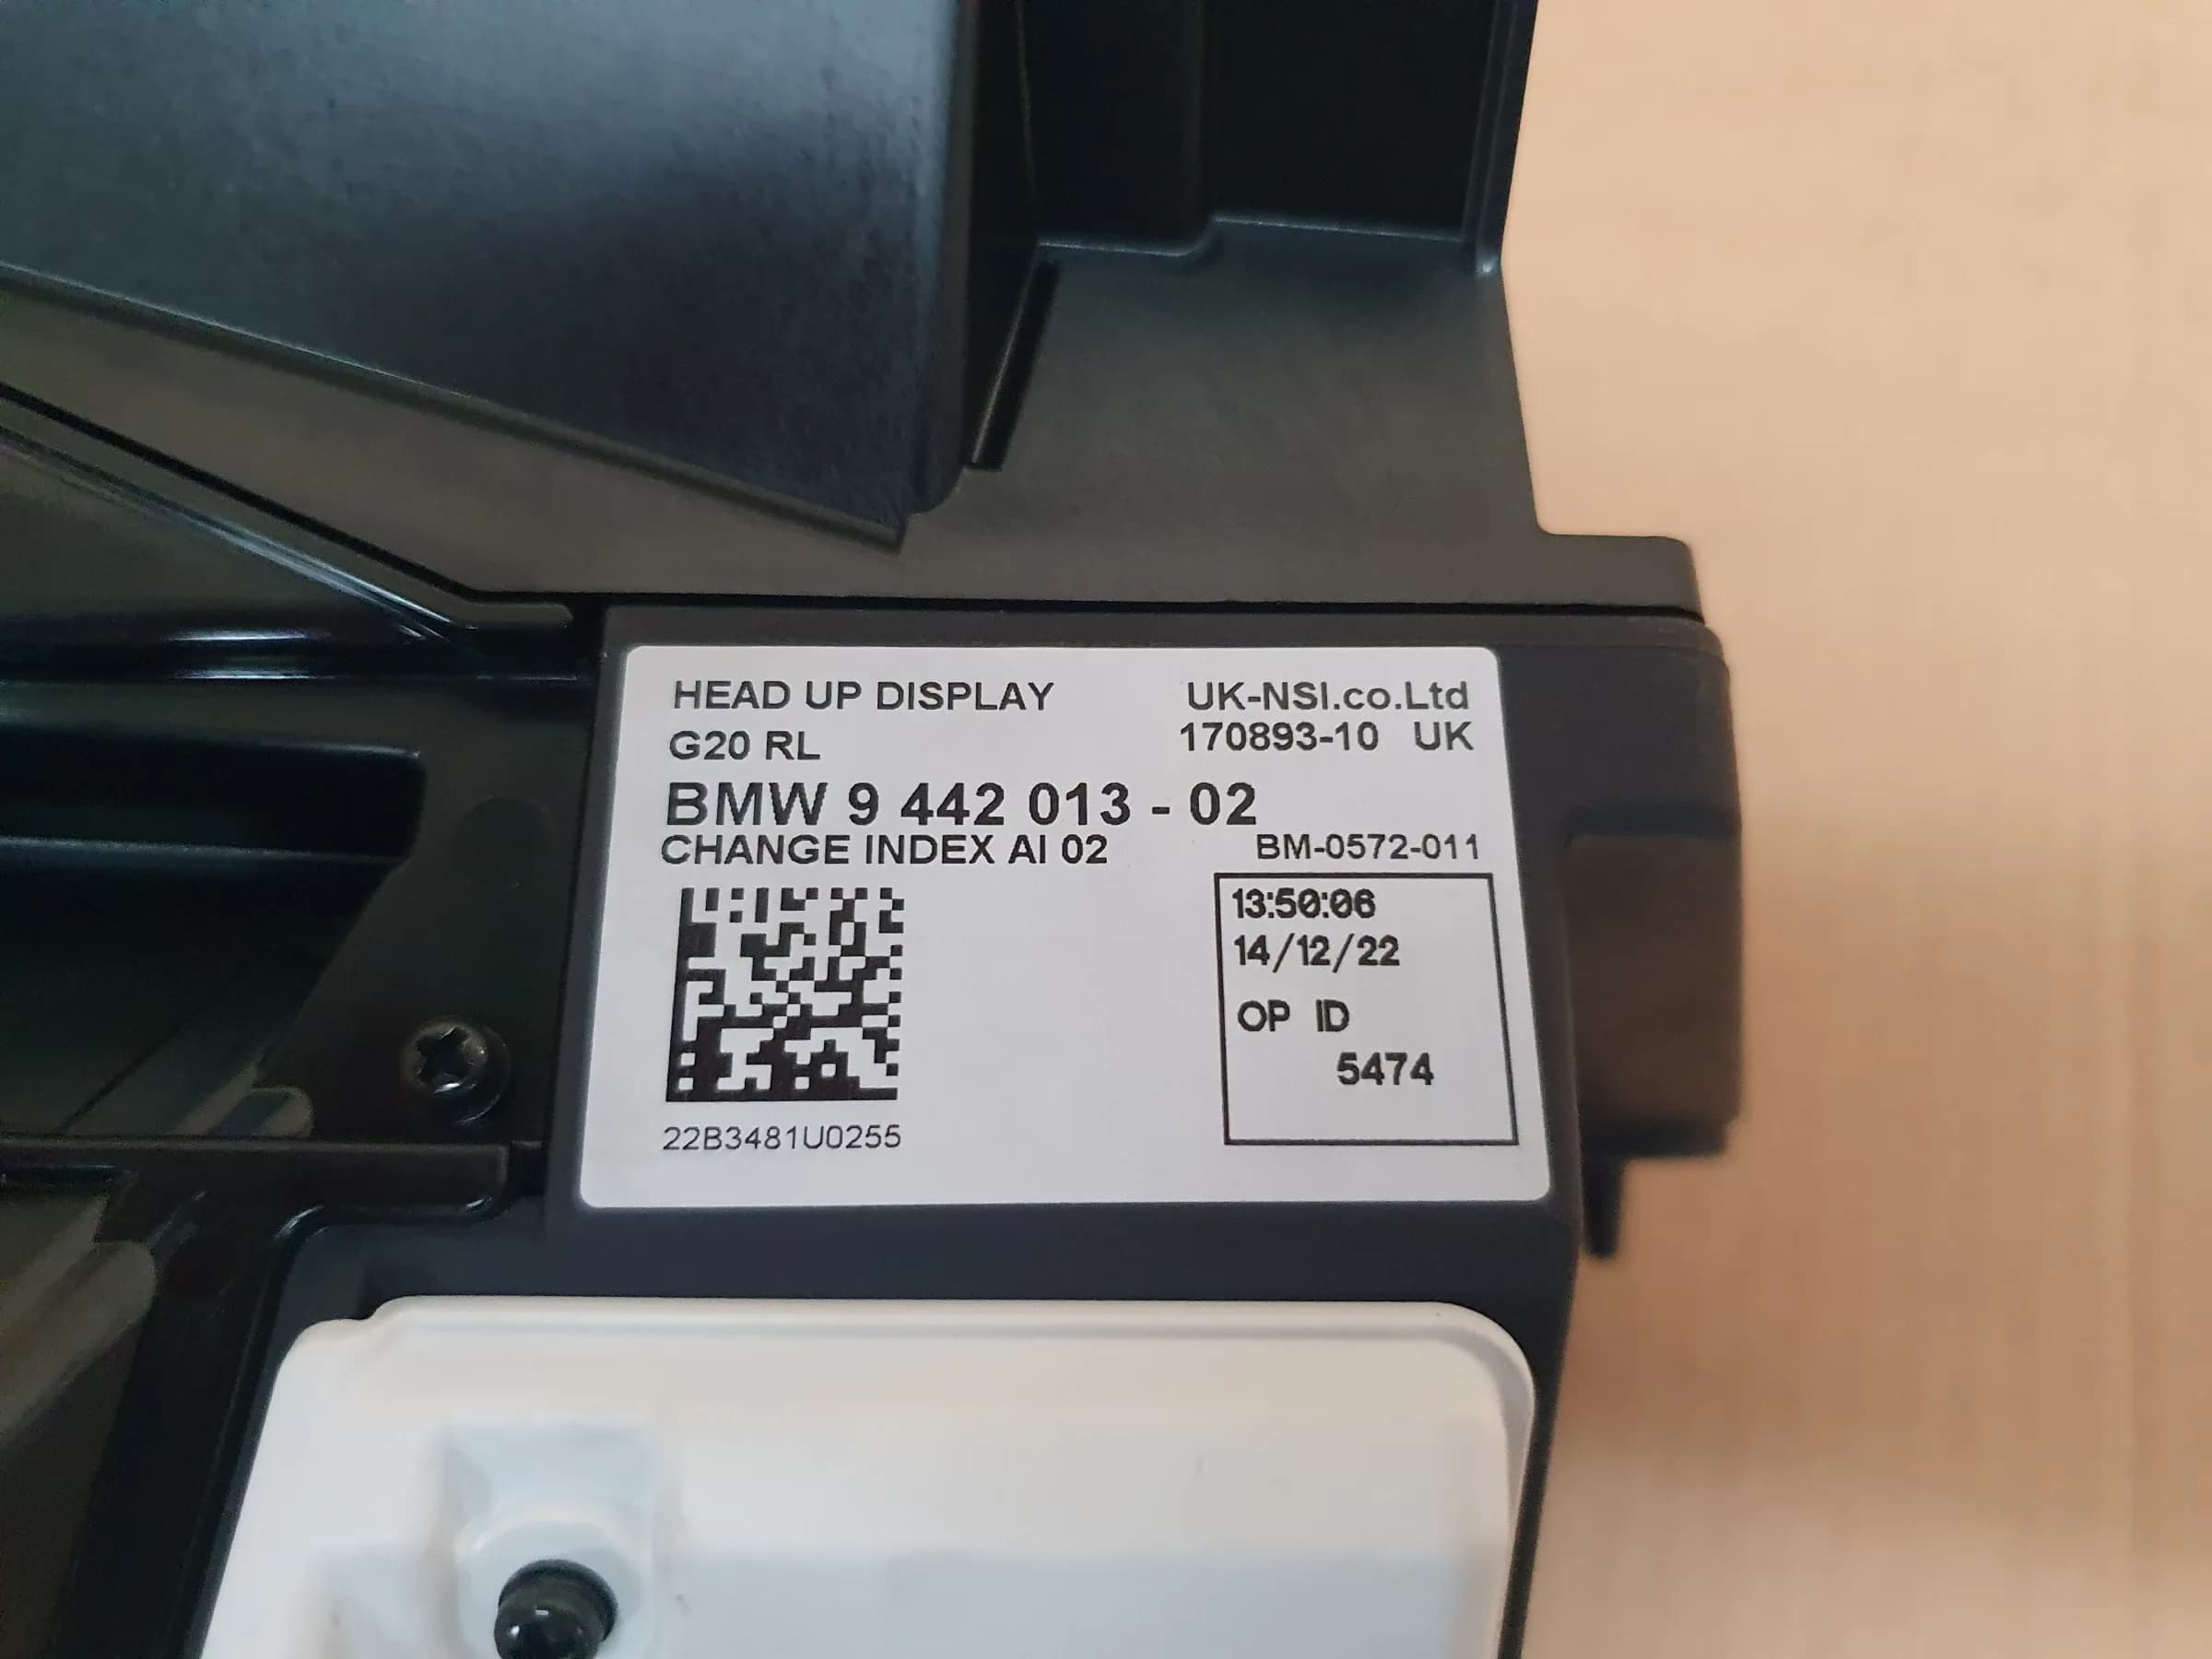 HEAD UP DISPLAY
UK-NSI.co.Ltd
G20 RL
170893-10 UK
BMW 9 442 013 - 02
CHANGE INDEX AI 02
BM-0572-011
13:50:06
14/12/22
OP ID
5474
22B3481U0255